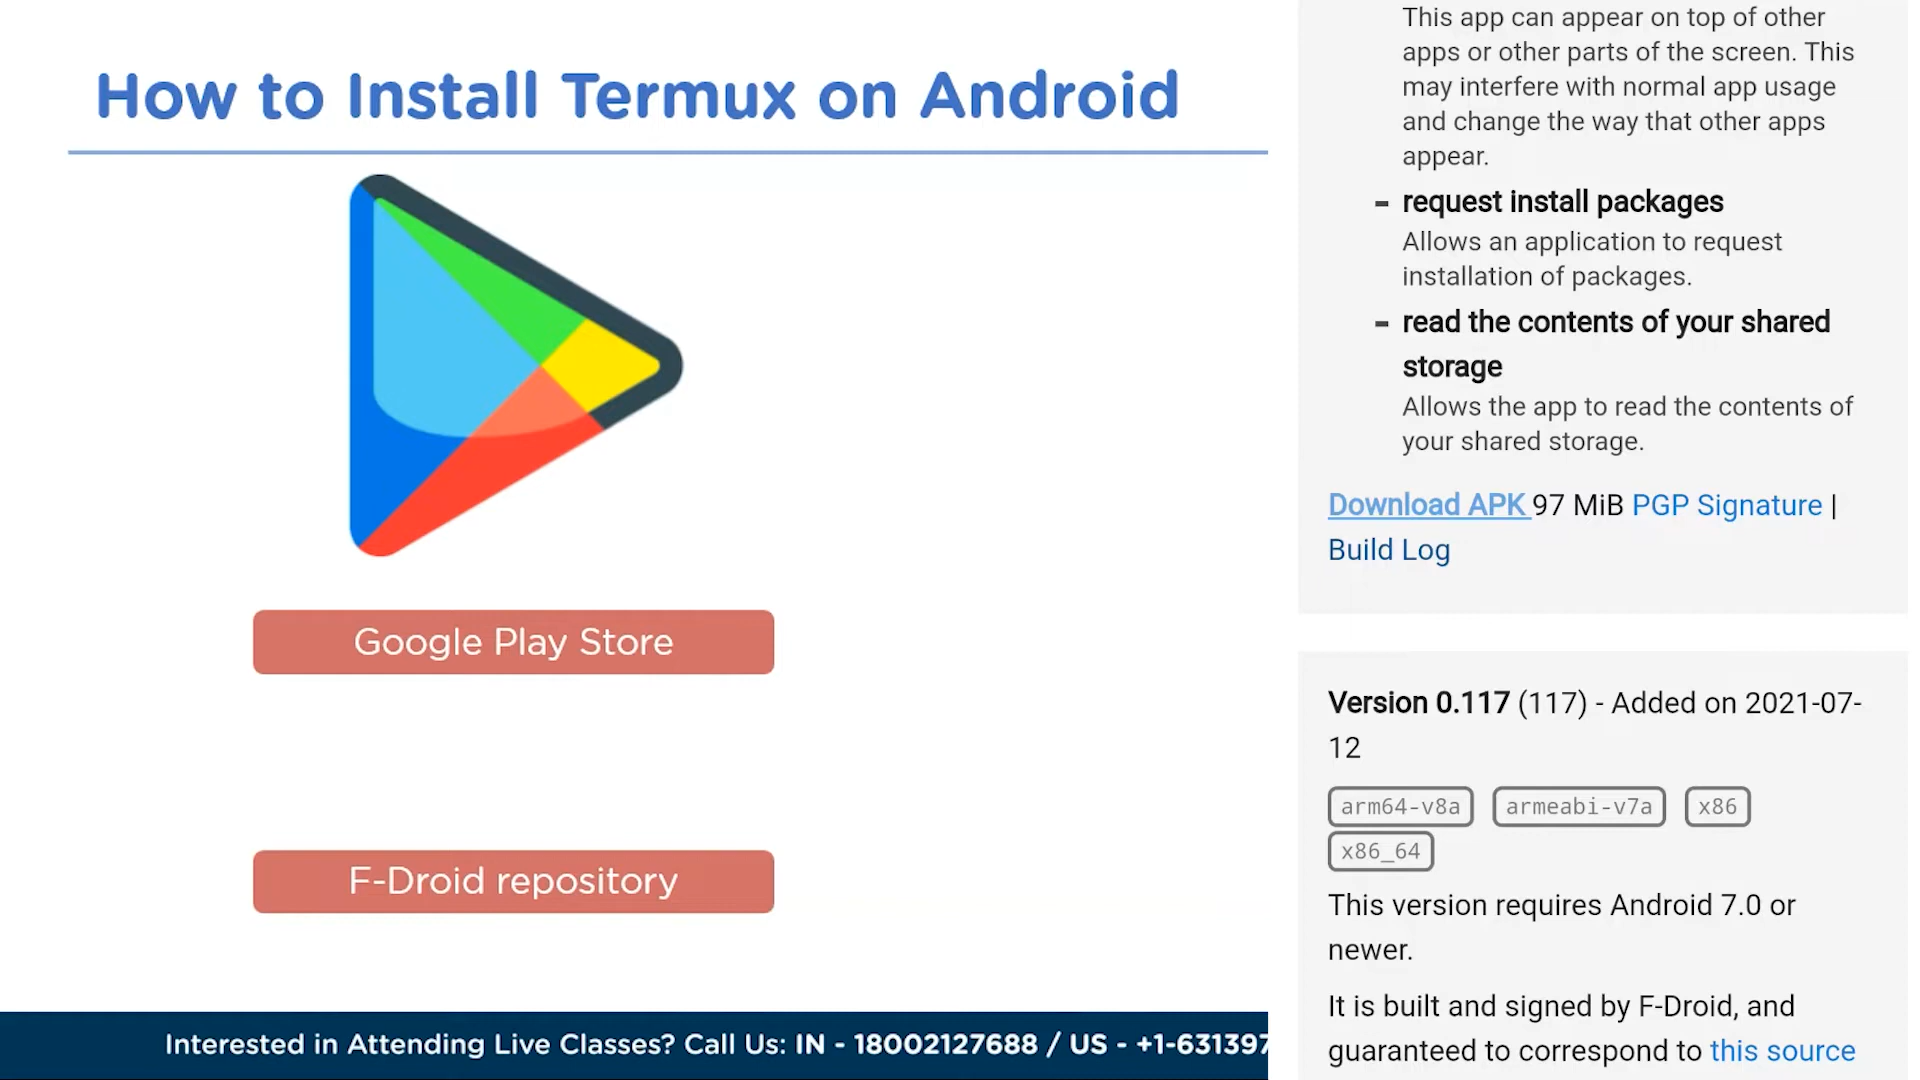 How to Install Termux on Android
Google Play Store
F-Droid repository
Interested in Attending Live Classes? Call Us: IN - 18002127688 / US - +1-631397
This app can appear on top of other
apps or other parts of the screen. This
may interfere with normal app usage
and change the way that other apps
appear.
- request install packages
Allows an application to request
installation of packages.
- read the contents of your shared
storage
Allows the app to read the contents of
your shared storage.
Download APK 97 MiB PGP Signature |
Build Log
Version 0.117 (117) - Added on 2021-07-
12
arm64-v8a armeabi-v7a x86
x86_64
This version requires Android 7.0 or
newer.
It is built and signed by F-Droid, and
guaranteed to correspond to this source